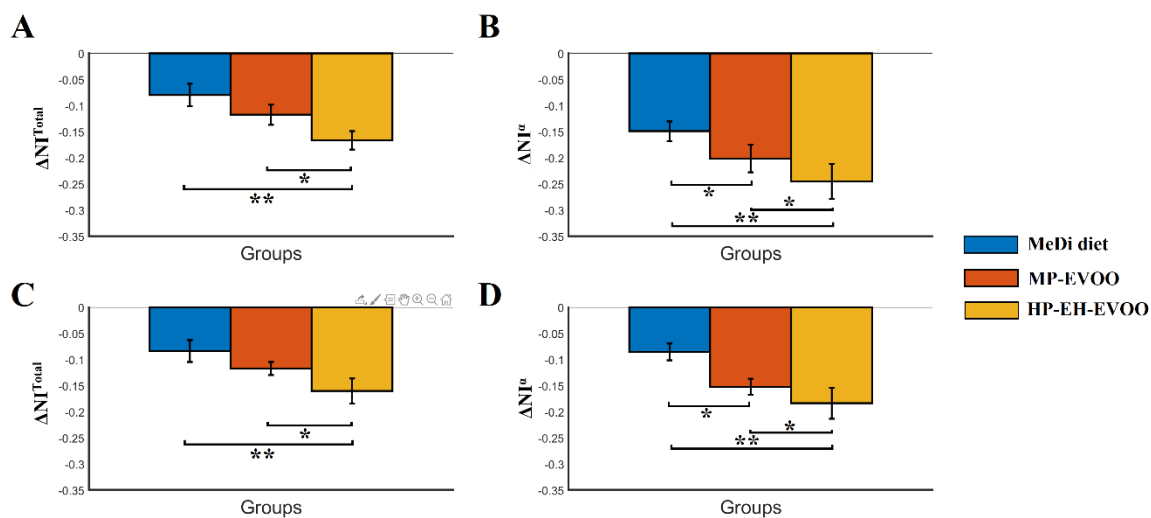 A
0
-0.05
-0.1
-0.15
-0.2
-0.25
-0.3
-0.35
ΔNI^Total
*
**
Groups
B
0
-0.05
-0.1
-0.15
-0.2
-0.25
-0.3
-0.35
ΔNI^α
*
*
**
Groups
MeDi diet
MP-EVOO
HP-EH-EVOO
C
0
-0.05
-0.1
-0.15
-0.2
-0.25
-0.3
-0.35
ΔNI^Total
*
**
Groups
D
0
-0.05
-0.1
-0.15
-0.2
-0.25
-0.3
-0.35
ΔNI^α
*
*
**
Groups